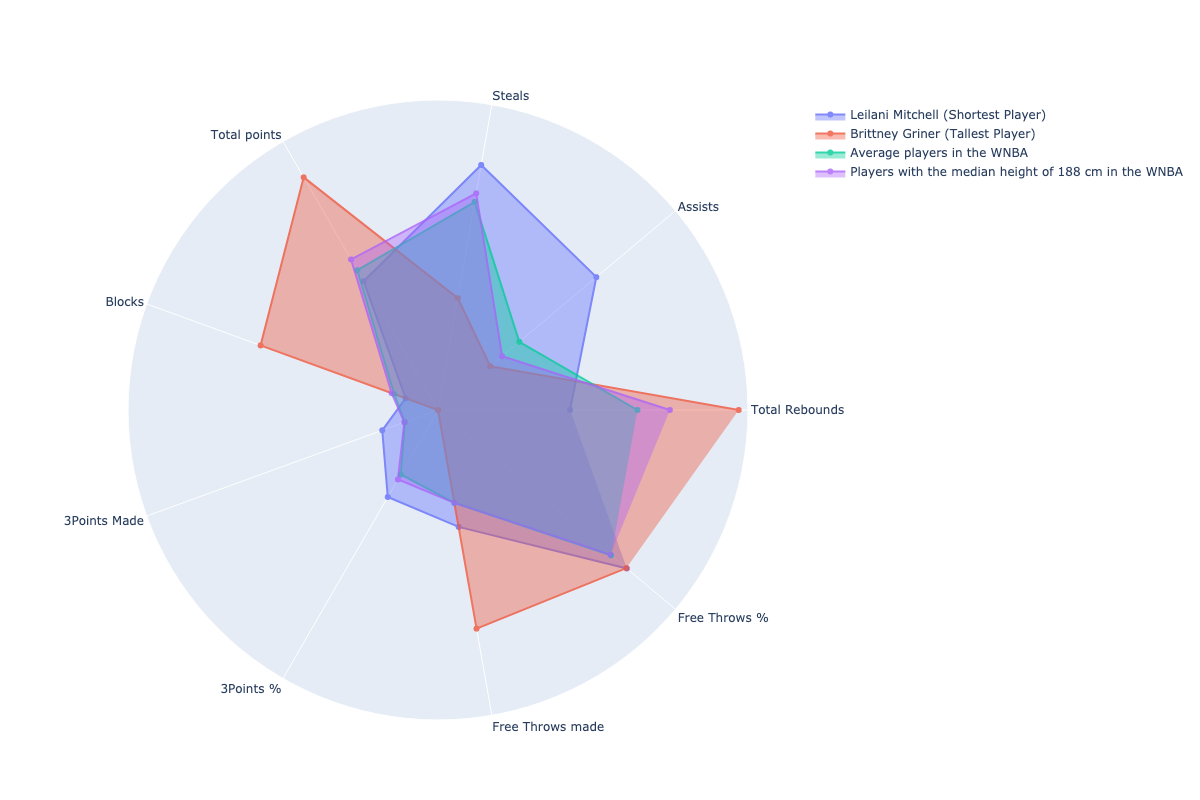 Steals
Total points
Leilani Mitchell (Shortest Player)
Brittney Griner (Tallest Player)
Average players in the WNBA
Players with the median height of 188 cm in the WNBA
Assists
Blocks
Total Rebounds
3Points Made
Free Throws %
3Points %
Free Throws made